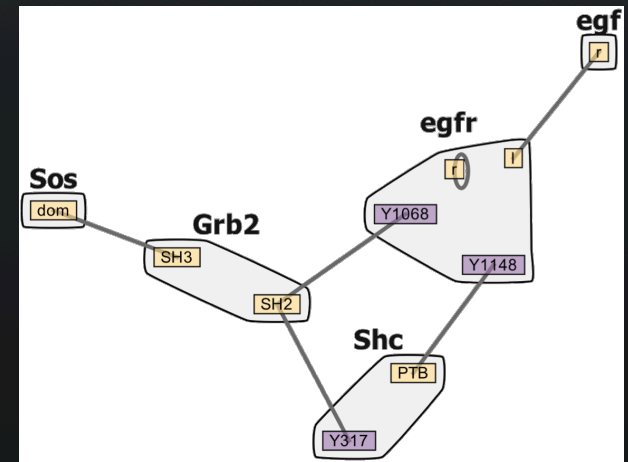 egf
r
egfr
l
r
Sos
dom
Y1068
Grb2
SH3
Y1148
SH2
Shc
PTB
Y317